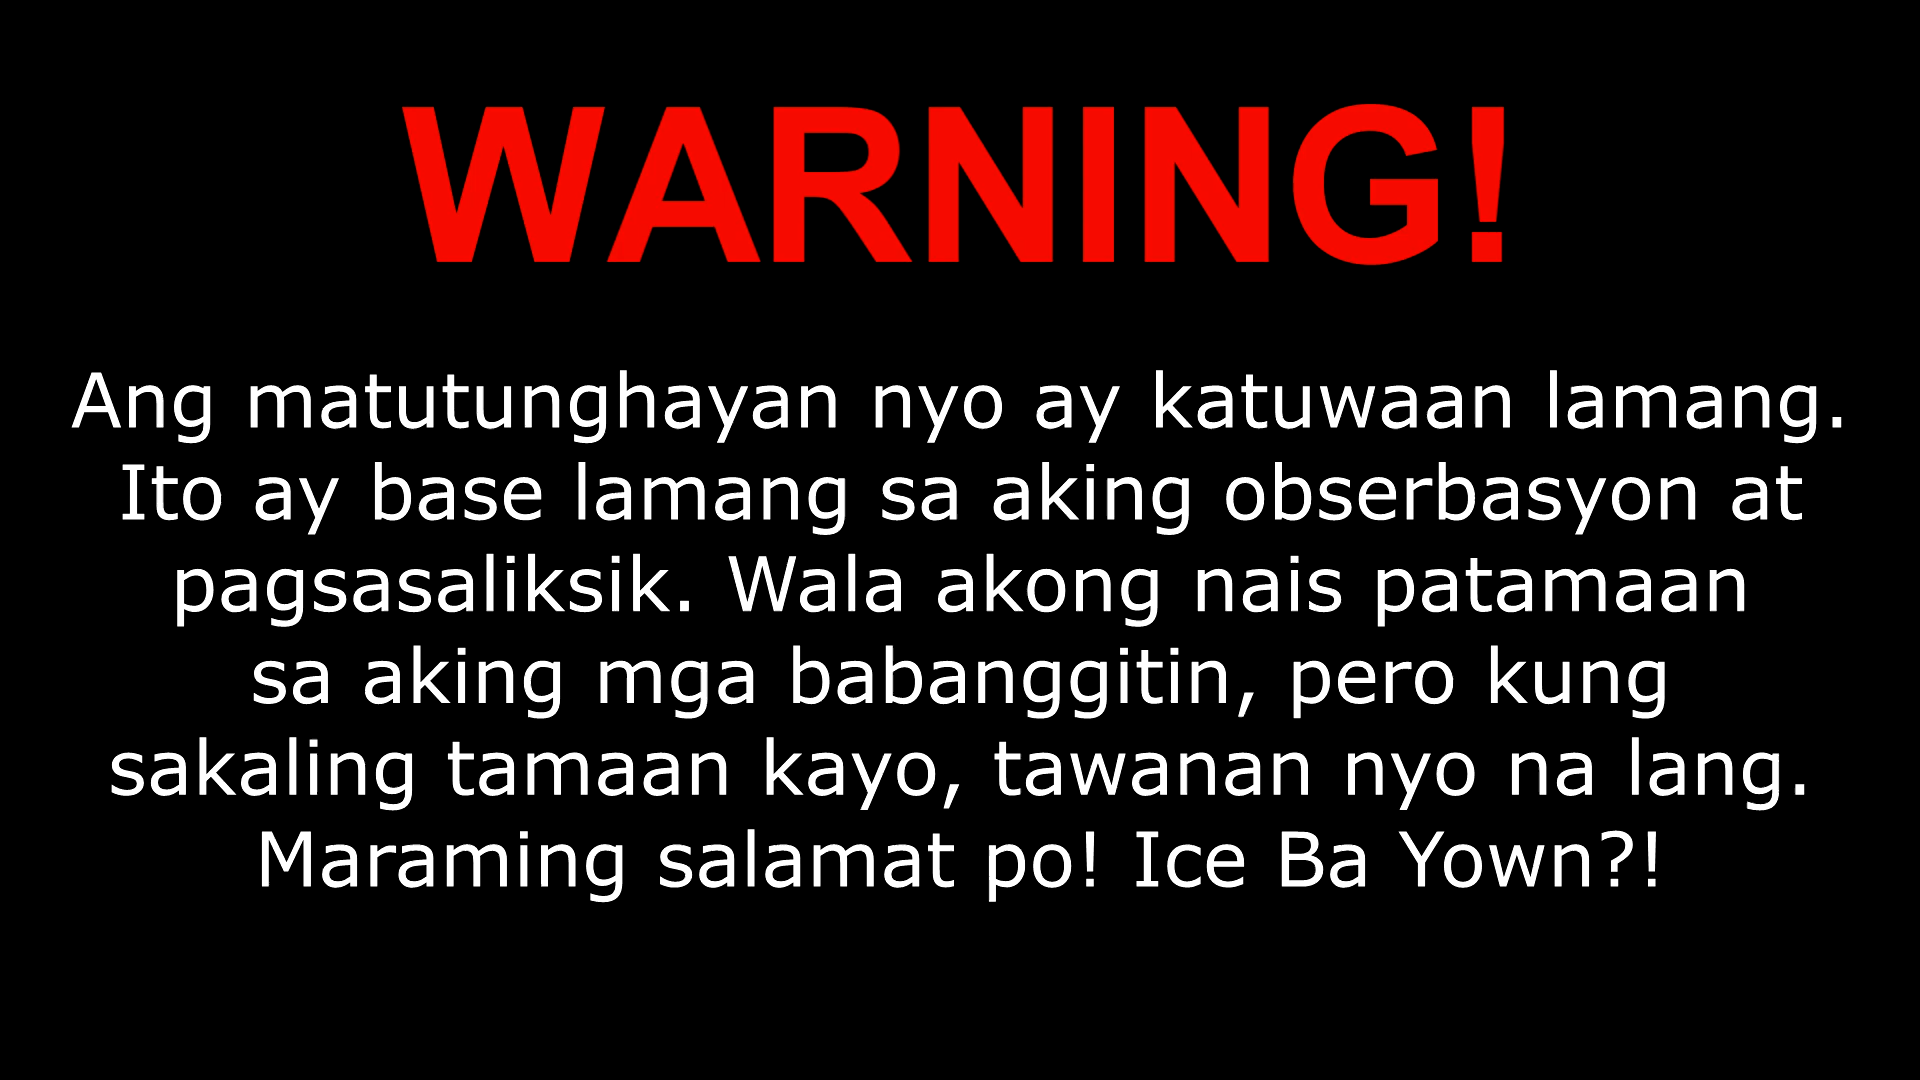 WARNING!
Ang matutunghayan nyo ay katuwaan lamang.
Ito ay base lamang sa aking obserbasyon at
pagsasaliksik. Wala akong nais patamaan
sa aking mga babanggitin, pero kung
sakaling tamaan kayo, tawanan nyo na lang.
Maraming salamat po! Ice Ba Yown?!